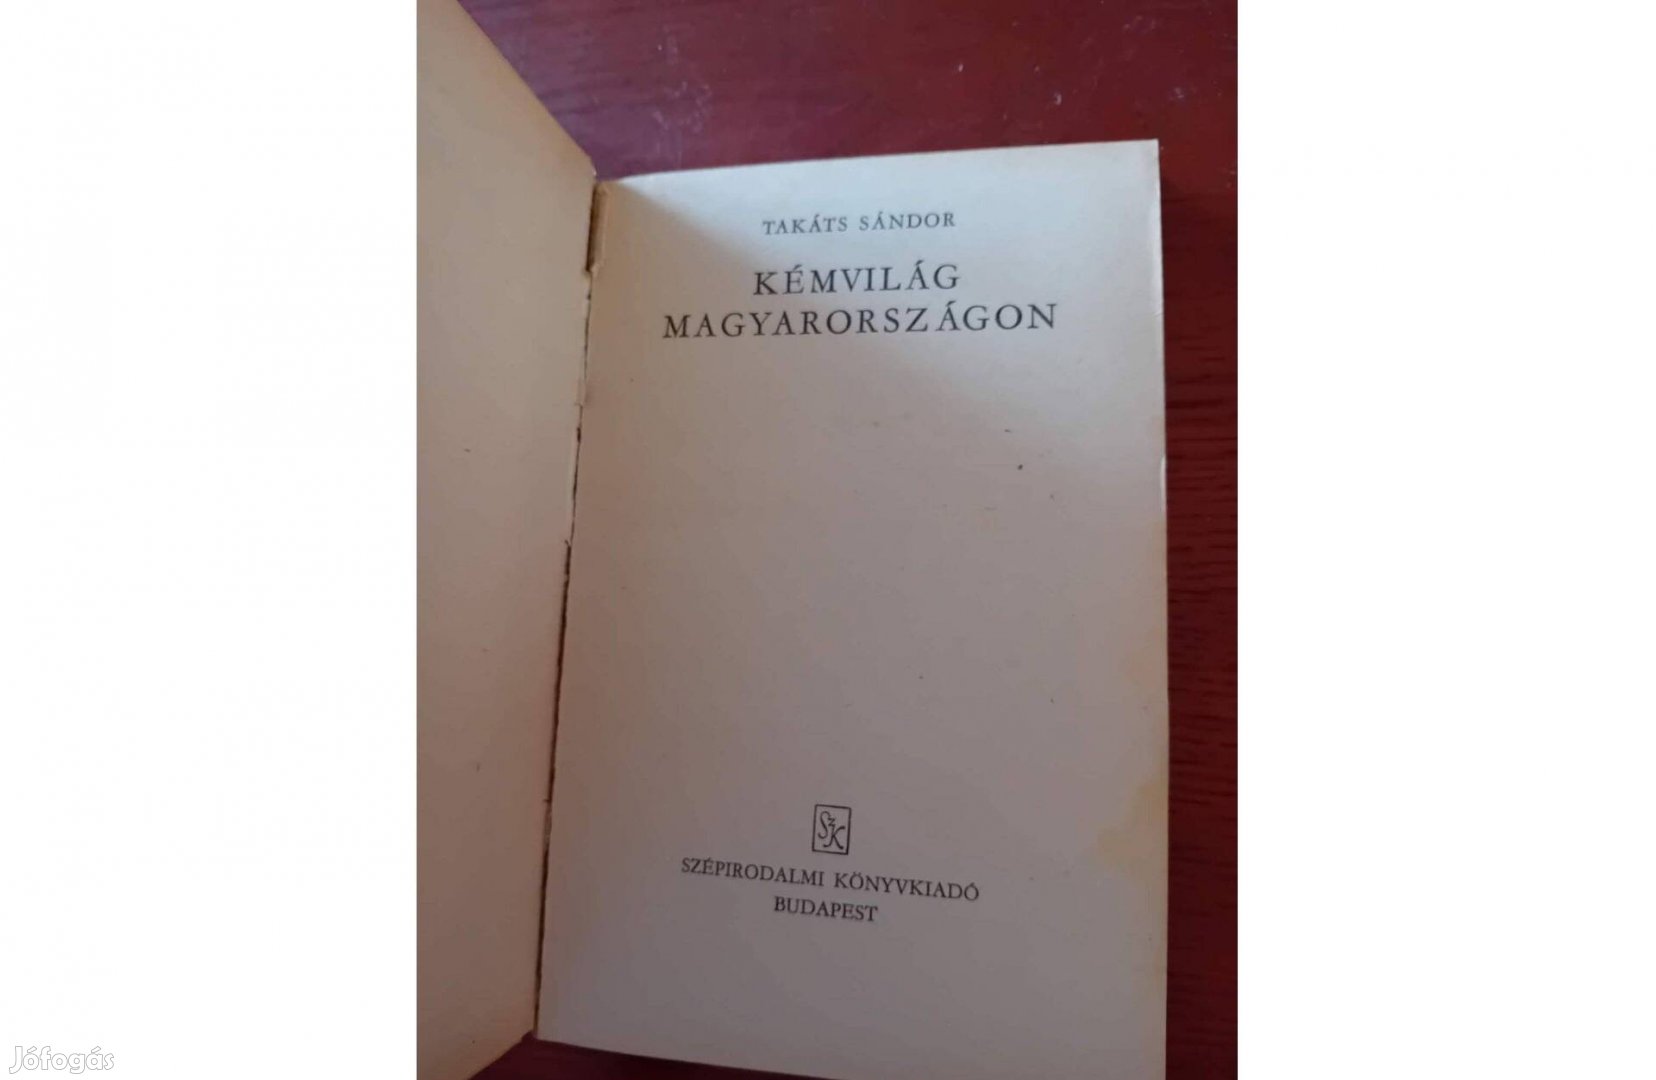 TAKÁTS SÁNDOR
KÉMVILÁG
MAGYARORSZÁGON
SzK
SZÉPIRODALMI KÖNYVKIADÓ
BUDAPEST
Jófogás